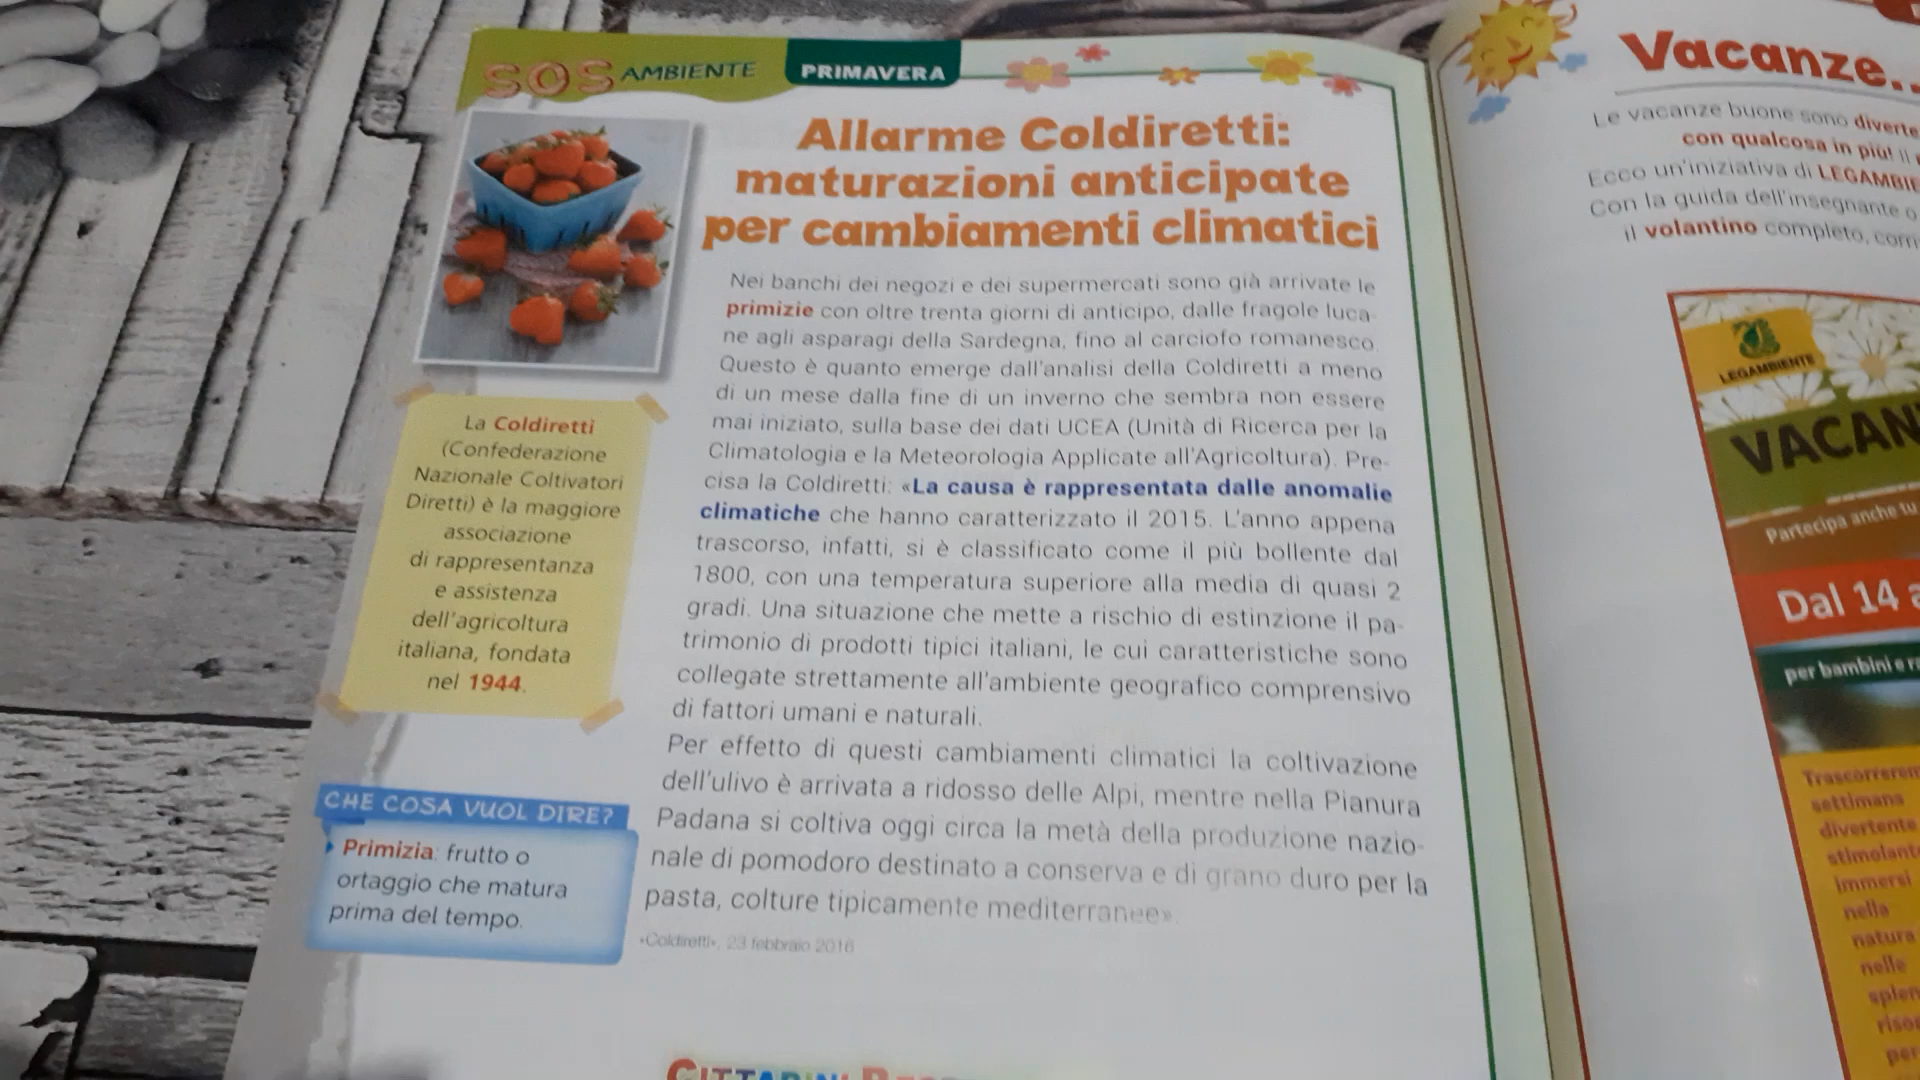 SOS AMBIENTE PRIMAVERA
Allarme Coldiretti:
maturazioni anticipate
per cambiamenti climatici
Nei banchi dei negozi e dei supermercati sono già arrivate le
primizie con oltre trenta giorni di anticipo, dalle fragole luca-
ne agli asparagi della Sardegna, fino al carciofo romanesco.
Questo è quanto emerge dall'analisi della Coldiretti a meno
di un mese dalla fine di un inverno che sembra non essere
mai iniziato, sulla base dei dati UCEA (Unità di Ricerca per la
Climatologia e la Meteorologia Applicate all'Agricoltura). Pre-
cisa la Coldiretti: «La causa è rappresentata dalle anomalie
climatiche che hanno caratterizzato il 2015. L'anno appena
trascorso, infatti, si è classificato come il più bollente dal
1800, con una temperatura superiore alla media di quasi 2
gradi. Una situazione che mette a rischio di estinzione il pa-
trimonio di prodotti tipici italiani, le cui caratteristiche sono
collegate strettamente all'ambiente geografico comprensivo
di fattori umani e naturali.
Per effetto di questi cambiamenti climatici la coltivazione
dell'ulivo è arrivata a ridosso delle Alpi, mentre nella Pianura
Padana si coltiva oggi circa la metà della produzione nazio-
nale di pomodoro destinato a conserva e di grano duro per la
pasta, colture tipicamente mediterranee».
«Coldiretti», 23 febbraio 2016
La Coldiretti
(Confederazione
Nazionale Coltivatori
Diretti) è la maggiore
associazione
di rappresentanza
e assistenza
dell'agricoltura
italiana, fondata
nel 1944.
CHE COSA VUOL DIRE?
Primizia: frutto o
ortaggio che matura
prima del tempo.
Vacanze...
Le vacanze buone sono
con qualcosa in più! il
Ecco un'iniziativa di
Con la guida dell'insegnante o
il volantino completo,
LEGAMBIENTE
Partecipa anche tu
Dal 14
per bambini e
settimana
divertente
immersi
nella
natura
nelle